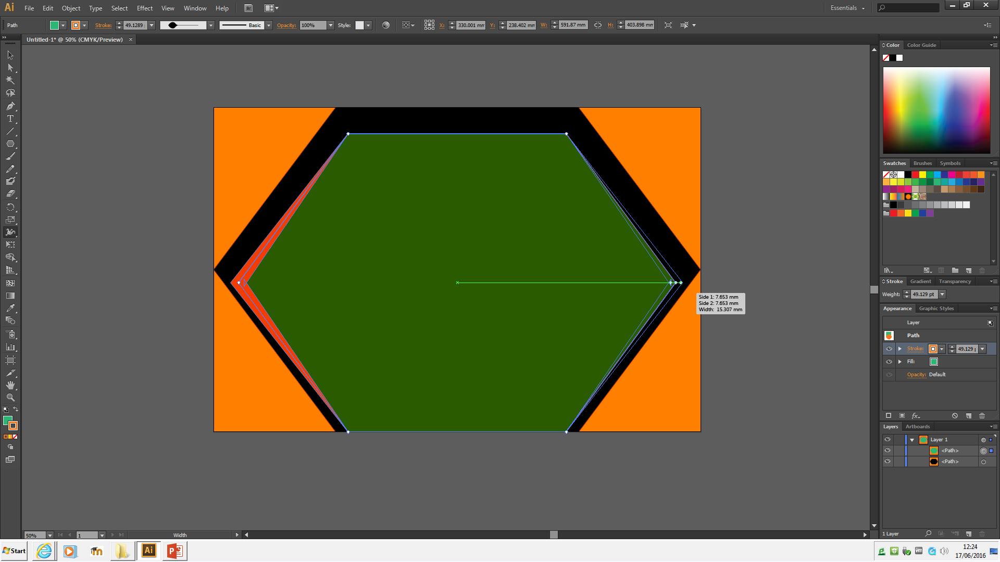 Ai File Edit Object Type Select Effect View Window Help Br Essentials
Path Stroke: 49.1289 Basic Opacity: 100% Style: X: 330.001 mm Y: 238.402 mm W: 591.87 mm H: 403.898 mm
Untitled-1* @ 50% (CMYK/Preview) ×
Color Color Guide
Swatches Brushes Symbols
Stroke Gradient Transparency
Weight: 49.129 pt
Side 1: 7.653 mm
Side 2: 7.653 mm
Width: 15.307 mm
Appearance Graphic Styles
Layer
Path
Stroke: 49.129
Fill:
Opacity: Default
fx
Layers Artboards
Layer 1
<Path>
<Path>
1 Layer
50% 1 Width
Start Ai P
12:24
17/06/2016